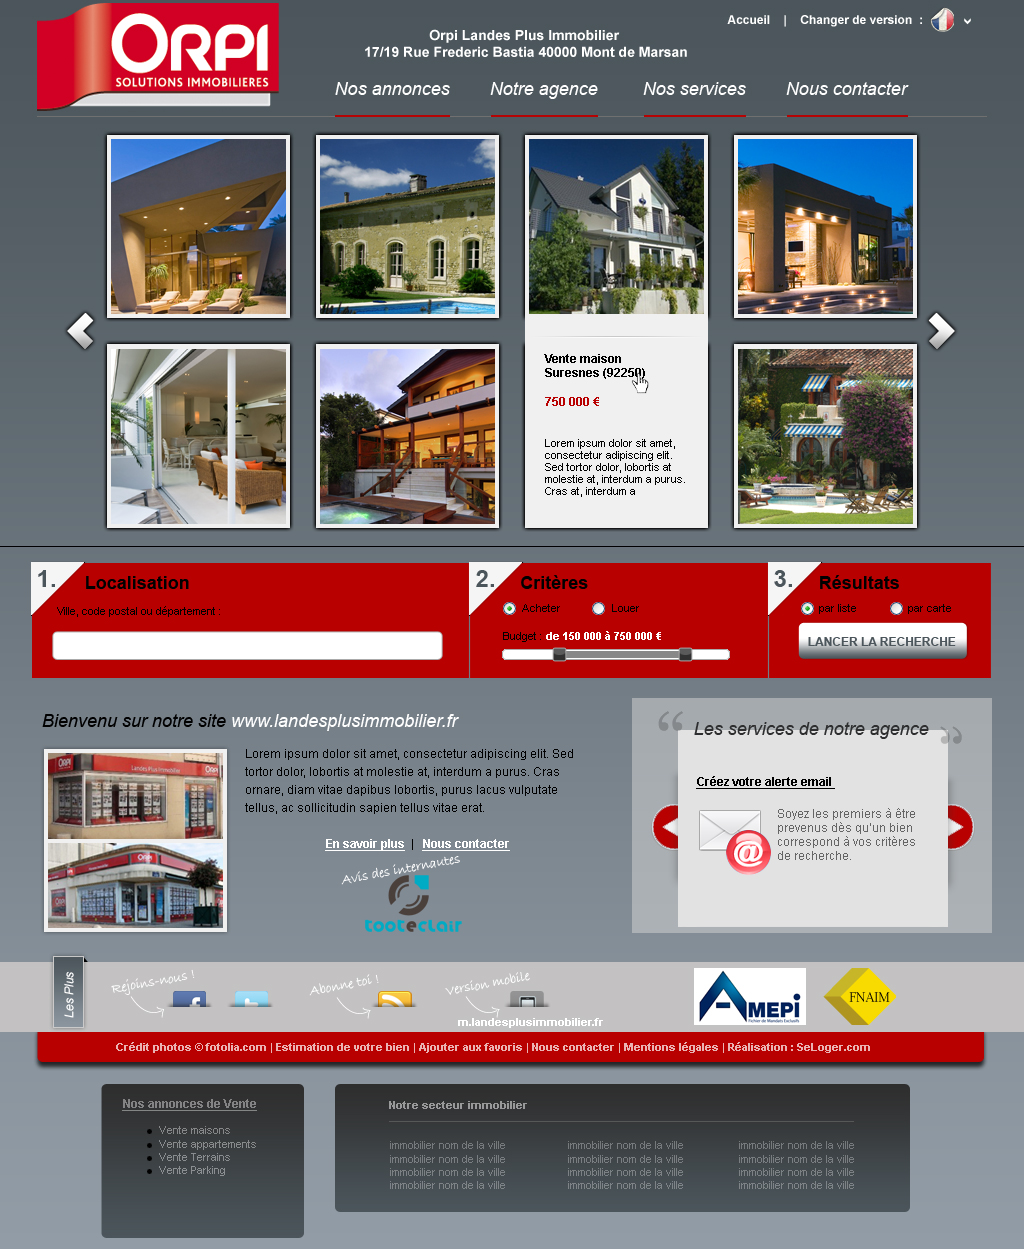 ORPI
SOLUTIONS IMMOBILIERES
Accueil | Changer de version :
Orpi Landes Plus Immobilier
17/19 Rue Frederic Bastia 40000 Mont de Marsan
Nos annonces Notre agence Nos services Nous contacter
Vente maison
Suresnes (92250)
750 000 €
Lorem ipsum dolor sit amet,
consectetur adipiscing elit.
Sed tortor dolor, lobortis at
molestie at, interdum a purus.
Cras at, interdum a
1. Localisation
Ville, code postal ou département :
2. Critères
Acheter Louer
Budget : de 150 000 à 750 000 €
3. Résultats
par liste par carte
LANCER LA RECHERCHE
Bienvenu sur notre site www.landesplusimmobilier.fr
Lorem ipsum dolor sit amet, consectetur adipiscing elit. Sed
tortor dolor, lobortis at molestie at, interdum a purus. Cras
ornare, diam vitae dapibus lobortis, purus lacus vulputate
tellus, ac sollicitudin sapien tellus vitae erat.
En savoir plus | Nous contacter
Avis des internautes
tooteclair
ORPI Landes Plus Immobilier ORPI
ORPI
“ Les services de notre agence ”
Créez votre alerte email
Soyez les premiers à être
prevenus dès qu'un bien
correspond à vos critères
de recherche.
@
Les Plus
Rejoins-nous !
Abonne toi !
Version mobile
m.landesplusimmobilier.fr
AMEPI
Fichier de Mandats Exclusifs
FNAIM
Crédit photos © fotolia.com | Estimation de votre bien | Ajouter aux favoris | Nous contacter | Mentions légales | Réalisation : SeLoger.com
Nos annonces de Vente
Vente maisons
Vente appartements
Vente Terrains
Vente Parking
Notre secteur immobilier
immobilier nom de la ville immobilier nom de la ville immobilier nom de la ville
immobilier nom de la ville immobilier nom de la ville immobilier nom de la ville
immobilier nom de la ville immobilier nom de la ville immobilier nom de la ville
immobilier nom de la ville immobilier nom de la ville immobilier nom de la ville